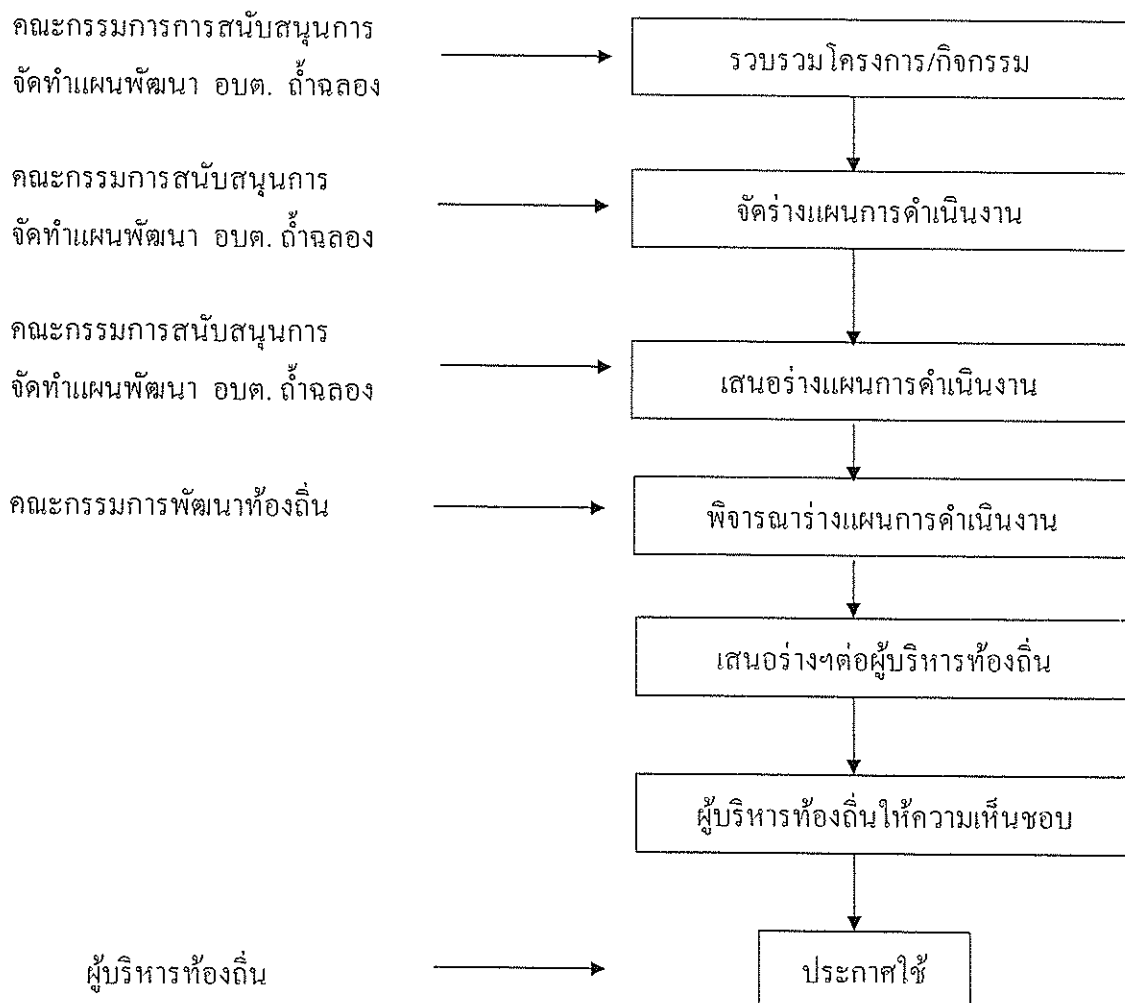 คณะกรรมการการสนับสนุนการ
จัดทำแผนพัฒนา อบต. ถ้ำฉลอง
รวบรวมโครงการ/กิจกรรม
คณะกรรมการสนับสนุนการ
จัดทำแผนพัฒนา อบต. ถ้ำฉลอง
จัดร่างแผนการดำเนินงาน
คณะกรรมการสนับสนุนการ
จัดทำแผนพัฒนา อบต. ถ้ำฉลอง
เสนอร่างแผนการดำเนินงาน
คณะกรรมการพัฒนาท้องถิ่น
พิจารณาร่างแผนการดำเนินงาน
เสนอร่างฯต่อผู้บริหารท้องถิ่น
ผู้บริหารท้องถิ่นให้ความเห็นชอบ
ผู้บริหารท้องถิ่น
ประกาศใช้